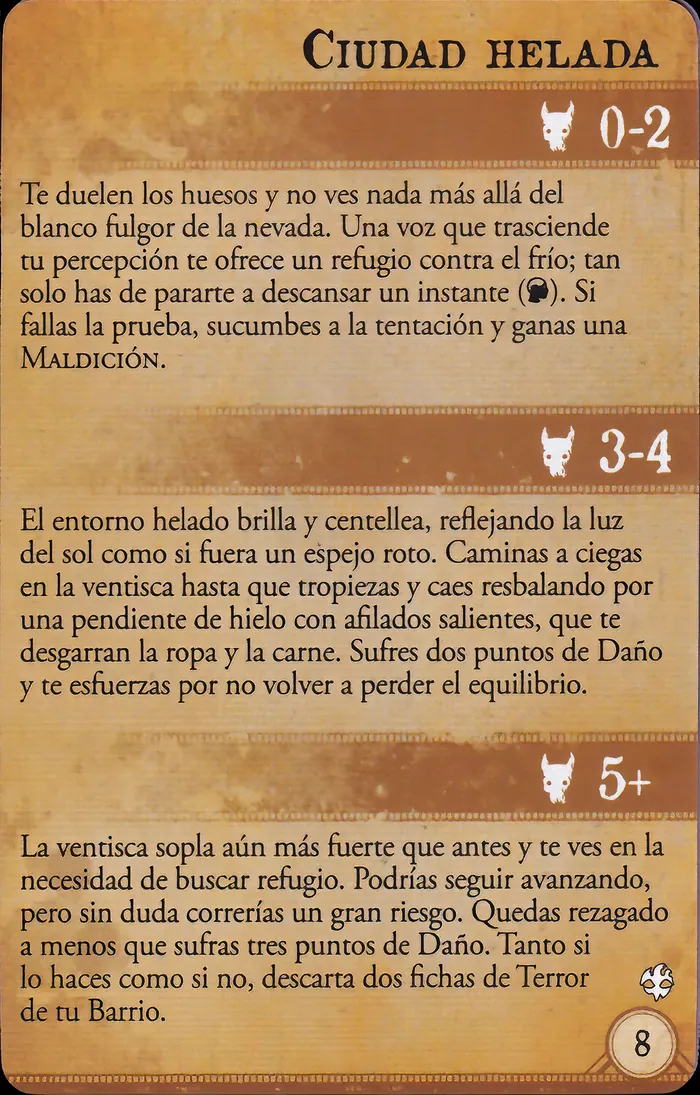 Ciudad helada
0-2
Te duelen los huesos y no ves nada más allá del
blanco fulgor de la nevada. Una voz que trasciende
tu percepción te ofrece un refugio contra el frío; tan
solo has de pararte a descansar un instante ( ). Si
fallas la prueba, sucumbes a la tentación y ganas una
Maldición.
3-4
El entorno helado brilla y centellea, reflejando la luz
del sol como si fuera un espejo roto. Caminas a ciegas
en la ventisca hasta que tropiezas y caes resbalando por
una pendiente de hielo con afilados salientes, que te
desgarran la ropa y la carne. Sufres dos puntos de Daño
y te esfuerzas por no volver a perder el equilibrio.
5+
La ventisca sopla aún más fuerte que antes y te ves en la
necesidad de buscar refugio. Podrías seguir avanzando,
pero sin duda correrías un gran riesgo. Quedas rezagado
a menos que sufras tres puntos de Daño. Tanto si
lo haces como si no, descarta dos fichas de Terror
de tu Barrio.
8